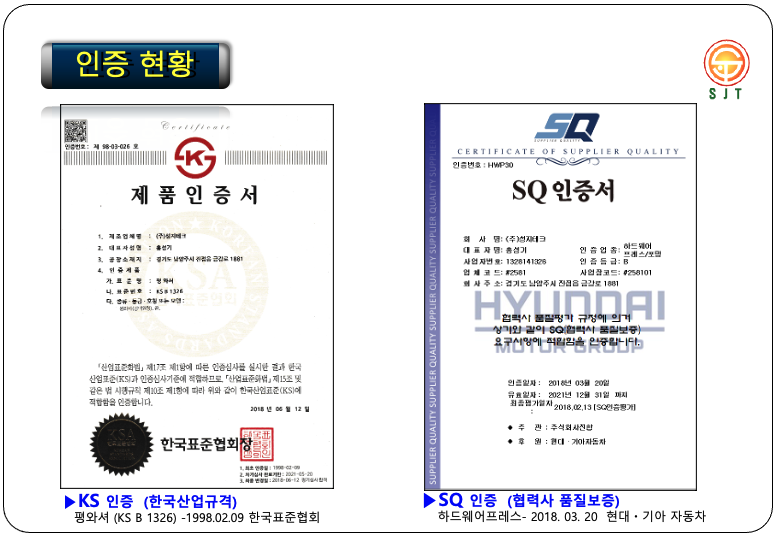 인증 현황
SJT
Certificate
인증번호 : 제 98-03-026 호
제품인증서
1. 제조업체명 : (주)성지테크
2. 대표자성명 : 홍성기
3. 공장소재지 : 경기도 남양주시 진접읍 금강로 1881
4. 인증제품
가. 표준명 : 평와셔
나. 표준번호 : KS B 1326
다. 종류·등급·호칭 또는 모델 :
「산업표준화법」 제17조 제1항에 따른 인증심사를 실시한 결과 한국
산업표준(KS)과 인증심사기준에 적합하므로, 「산업표준화법」 제15조 및
같은 법 시행규칙 제10조 제1항에 따라 위와 같이 한국산업표준(KS)에
적합함을 인증합니다.
2018 년 06 월 12 일
KSA
한국표준협회장
1. 최초 인증일 : 1998-02-09
2. 차기심사 완료기한 : 2021-05-20
3. 최종 변경일 : 2018-06-12
▶KS 인증 (한국산업규격)
평와셔 (KS B 1326) -1998.02.09 한국표준협회
SQ
SUPPLIER QUALITY
CERTIFICATE OF SUPPLIER QUALITY
인증번호 : HWP30
SQ 인증서
회 사 명: (주)성지테크
대 표 자 명: 홍성기
인 증 업 종: 하드웨어
프레스/포밍
사업자번호: 1328141326
인 증 등 급: B
업 체 코 드: #2581
사업장코드: #258101
회 사 주 소: 경기도 남양주시 진접읍 금강로 1881
HYUNDAI
MOTOR GROUP
협력사 품질평가 규정에 의거
상기와 같이 SQ(협력사 품질보증)
요구사항에 적합함을 인증합니다.
인증일자 : 2018년 03월 20일
유효일자 : 2021년 12월 31일 까지
최종평가일자 : 2018.02.13 [SQ인증평가]
◆ 주 관 : 주식회사진합
◆ 후 원 : 현대·기아자동차
SUPPLIER QUALITY SUPPLIER QUALITY SUPPLIER QUALITY SUPPLIER QUALITY SUPPLIER QUALITY
▶SQ 인증 (협력사 품질보증)
하드웨어프레스- 2018. 03. 20 현대·기아 자동차